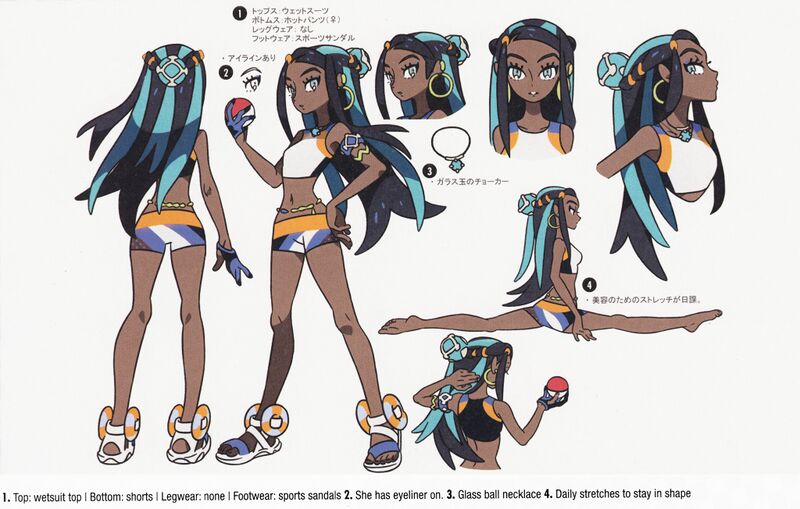 1 トップス：ウェットスーツ
ボトムス：ホットパンツ(♀)
レッグウェア：なし
フットウェア：スポーツサンダル
・アイラインあり
2
3
・ガラス玉のチョーカー
4
・美容のためのストレッチが日課。
1. Top: wetsuit top | Bottom: shorts | Legwear: none | Footwear: sports sandals 2. She has eyeliner on. 3. Glass ball necklace 4. Daily stretches to stay in shape